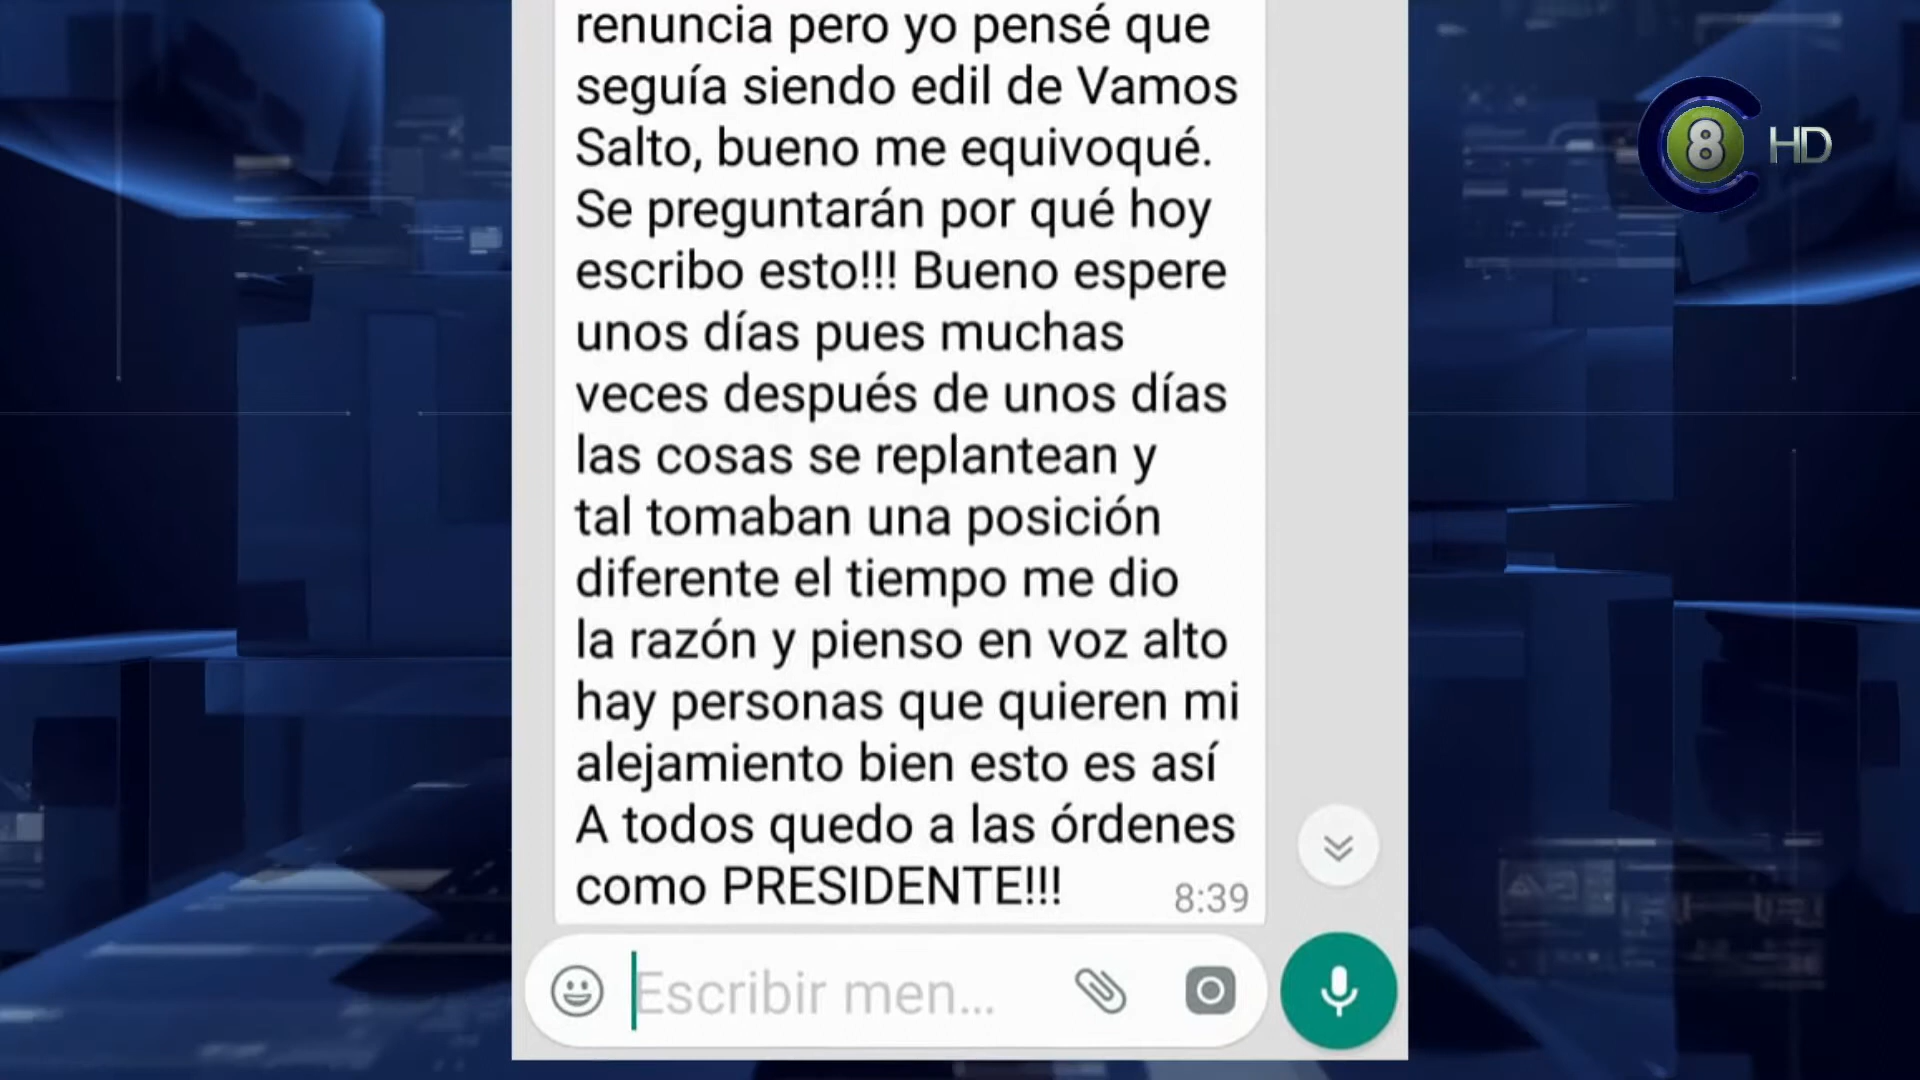 renuncia pero yo pensé que
seguía siendo edil de Vamos
Salto, bueno me equivoqué.
Se preguntarán por qué hoy
escribo esto!!! Bueno espere
unos días pues muchas
veces después de unos días
las cosas se replantean y
tal tomaban una posición
diferente el tiempo me dio
la razón y pienso en voz alto
hay personas que quieren mi
alejamiento bien esto es así
A todos quedo a las órdenes
como PRESIDENTE!!!
8:39
Escribir men...
8 HD